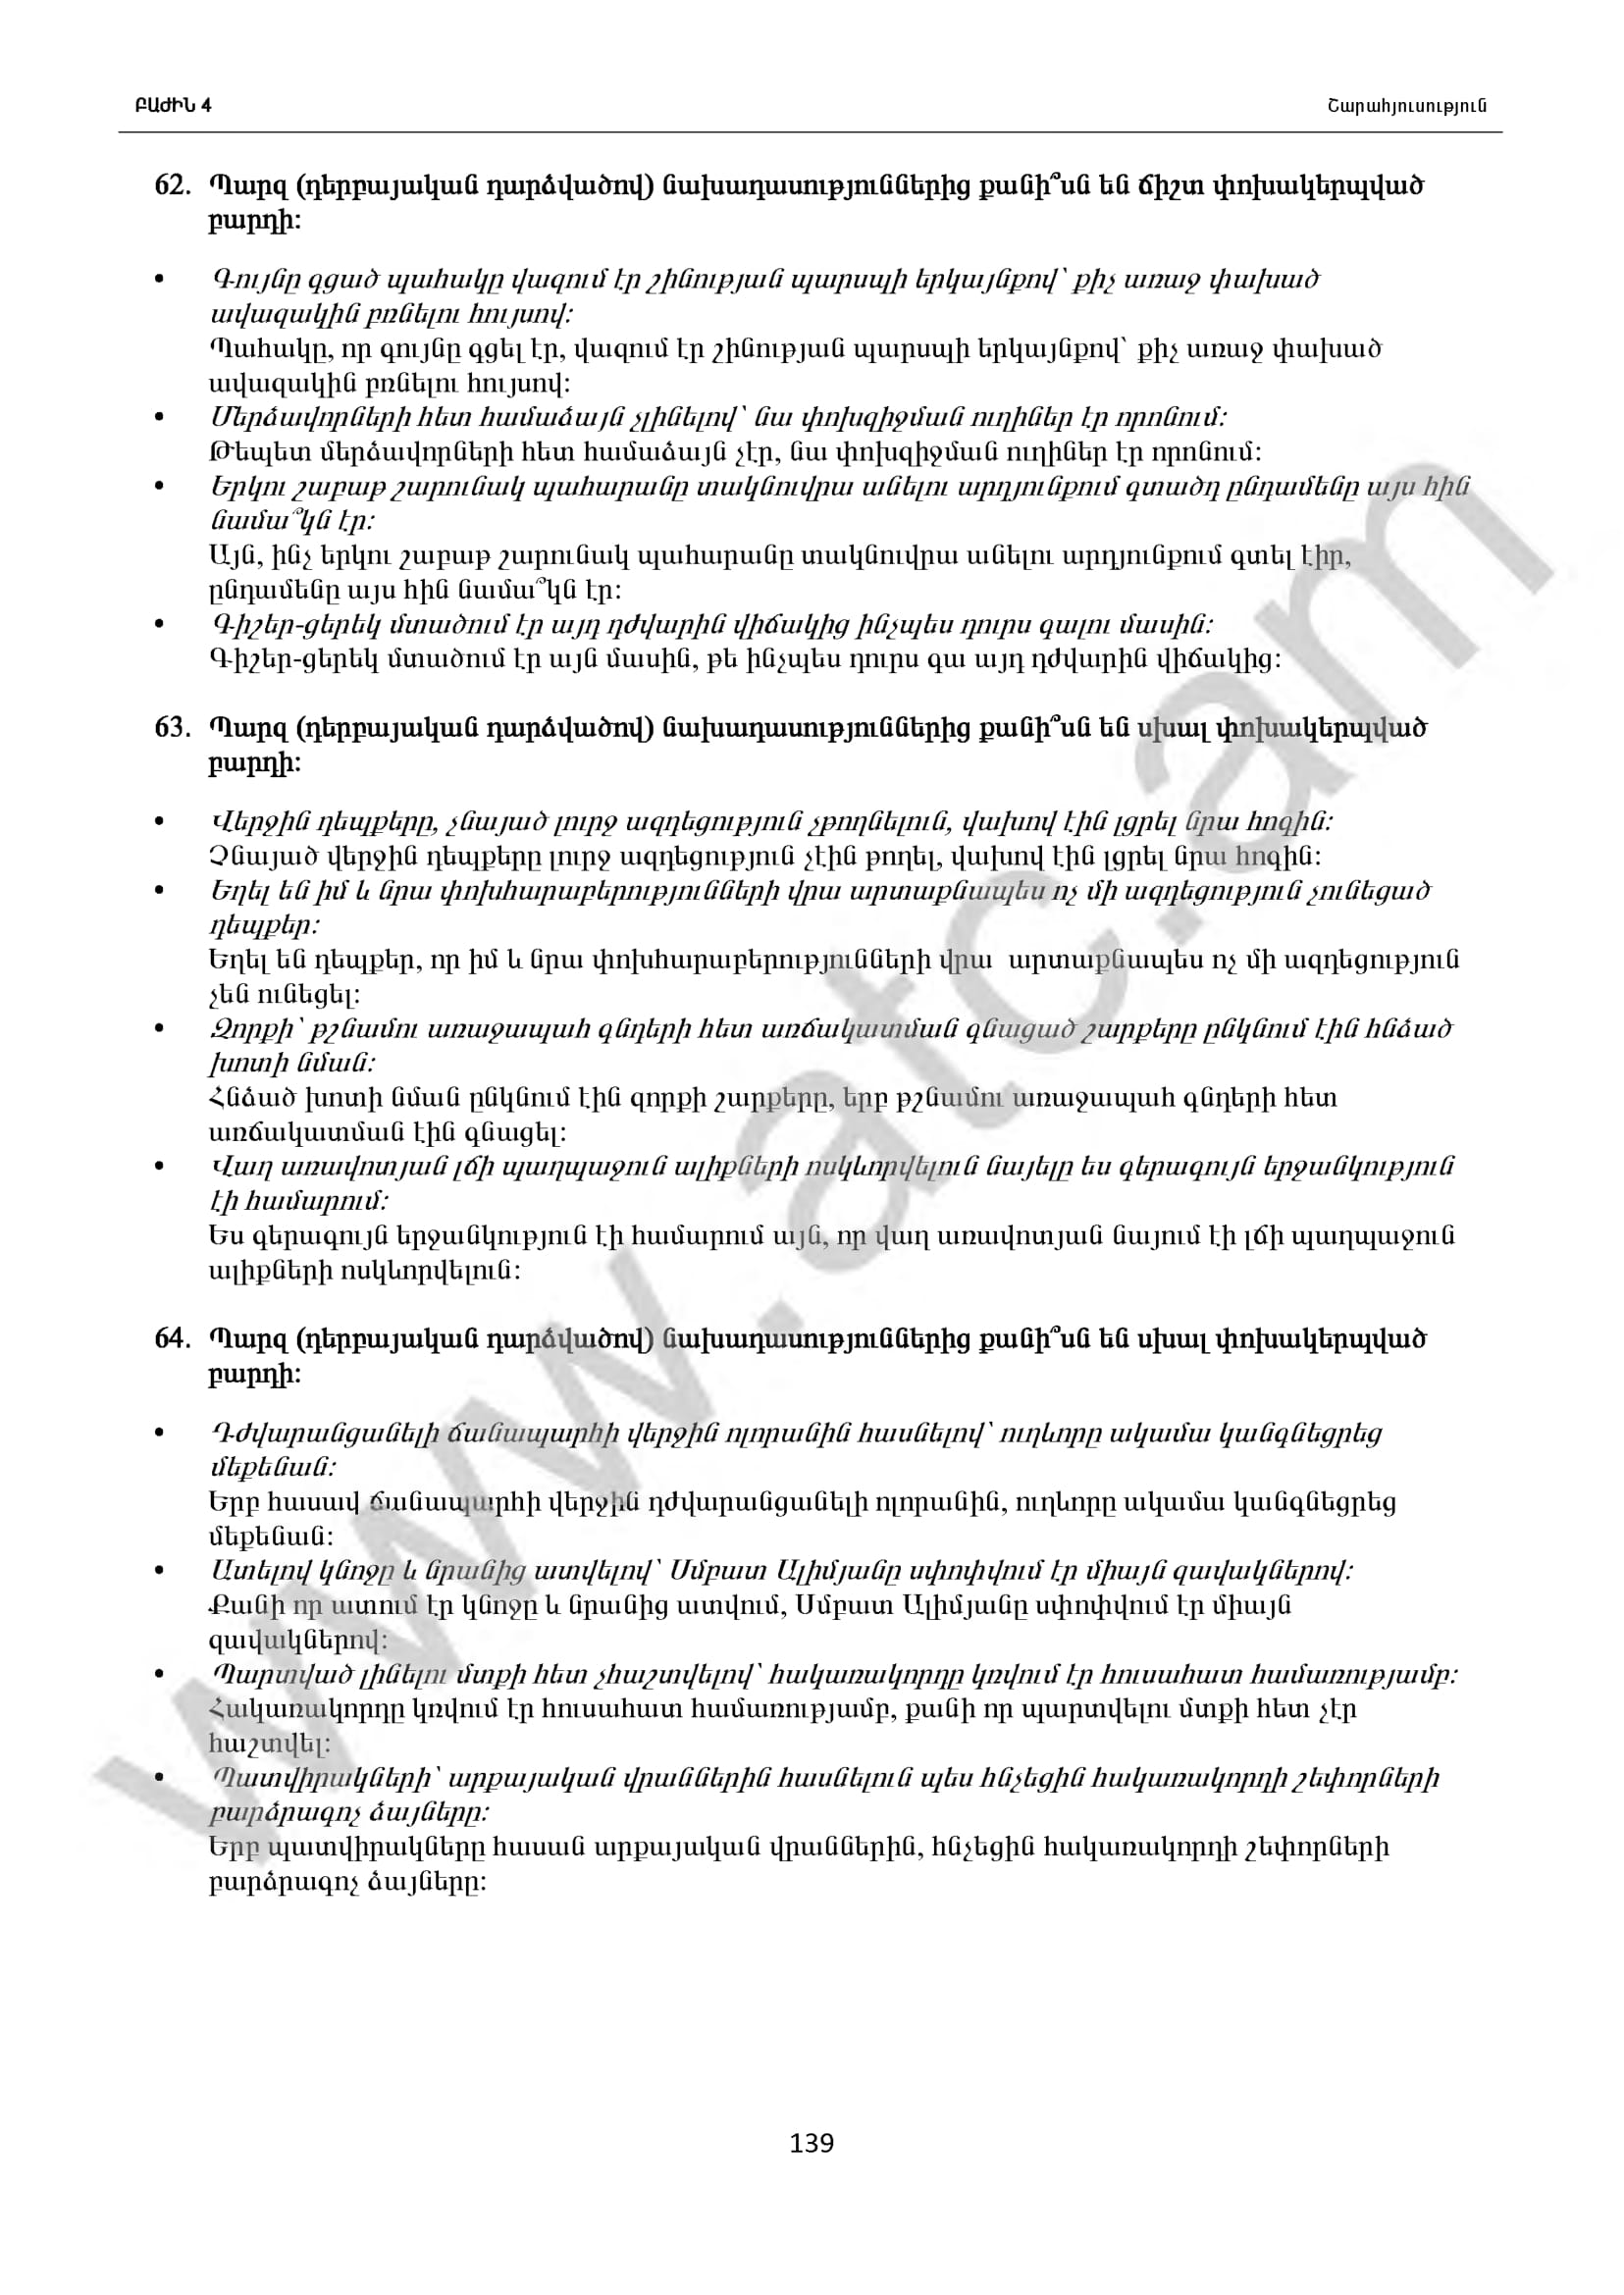 ԲԱԺԻՆ 4 Շարահյուսություն
62. Պարզ (դերբայական դարձվածով) նախադասություններից քանի՞սն են ճիշտ փոխակերպված
բարդի:
• Գույնը գցած պահակը վազում էր շինության պարսպի երկայնքով՝ քիչ առաջ փախած
ավազակին բռնելու հույսով:
Պահակը, որ գույնը գցել էր, վազում էր շինության պարսպի երկայնքով՝ քիչ առաջ փախած
ավազակին բռնելու հույսով:
• Մերձավորների հետ համաձայն չլինելով՝ նա փոխզիջման ուղիներ էր որոնում:
Թեպետ մերձավորների հետ համաձայն չէր, նա փոխզիջման ուղիներ էր որոնում:
• Երկու շաբաթ շարունակ պահարանը տակնուվրա անելու արդյունքում գտածդ ընդամենը այս հին
նամա՞կն էր:
Այն, ինչ երկու շաբաթ շարունակ պահարանը տակնուվրա անելու արդյունքում գտել էիր,
ընդամենը այս հին նամա՞կն էր:
• Գիշեր-ցերեկ մտածում էր այդ դժվարին վիճակից ինչպես դուրս գալու մասին:
Գիշեր-ցերեկ մտածում էր այն մասին, թե ինչպես դուրս գա այդ դժվարին վիճակից:
63. Պարզ (դերբայական դարձվածով) նախադասություններից քանի՞սն են սխալ փոխակերպված
բարդի:
• Վերջին դեպքերը, չնայած լուրջ ազդեցություն չթողնելուն, վախով էին լցրել նրա հոգին:
Չնայած վերջին դեպքերը լուրջ ազդեցություն չէին թողել, վախով էին լցրել նրա հոգին:
• Եղել են իմ և նրա փոխհարաբերությունների վրա արտաքնապես ոչ մի ազդեցություն չունեցած
դեպքեր:
Եղել են դեպքեր, որ իմ և նրա փոխհարաբերությունների վրա արտաքնապես ոչ մի ազդեցություն
չեն ունեցել:
• Զորքի՝ թշնամու առաջապահ գնդերի հետ առճակատման գնացած շարքերը ընկնում էին հնձած
խոտի նման:
Հնձած խոտի նման ընկնում էին զորքի շարքերը, երբ թշնամու առաջապահ գնդերի հետ
առճակատման էին գնացել:
• Վաղ առավոտյան լճի պաղպաջուն ալիքների ոսկևորվելուն նայելը ես գերագույն երջանկություն
էի համարում:
Ես գերագույն երջանկություն էի համարում այն, որ վաղ առավոտյան նայում էի լճի պաղպաջուն
ալիքների ոսկևորվելուն:
64. Պարզ (դերբայական դարձվածով) նախադասություններից քանի՞սն են սխալ փոխակերպված
բարդի:
• Դժվարանցանելի ճանապարհի վերջին ոլորանին հասնելով՝ ուղևորը ակամա կանգնեցրեց
մեքենան:
Երբ հասավ ճանապարհի վերջին դժվարանցանելի ոլորանին, ուղևորը ակամա կանգնեցրեց
մեքենան:
• Ատելով կնոջը և նրանից ատվելով՝ Սմբատ Ալիմյանը սփոփվում էր միայն զավակներով:
Քանի որ ատում էր կնոջը և նրանից ատվում, Սմբատ Ալիմյանը սփոփվում էր միայն
զավակներով:
• Պարտված լինելու մտքի հետ չհաշտվելով՝ հակառակորդը կռվում էր հուսահատ համառությամբ:
Հակառակորդը կռվում էր հուսահատ համառությամբ, քանի որ պարտվելու մտքի հետ չէր
հաշտվել:
• Պատվիրակների՝ արքայական վրաններին հասնելուն պես հնչեցին հակառակորդի շեփորների
բարձրագոչ ձայները:
Երբ պատվիրակները հասան արքայական վրաններին, հնչեցին հակառակորդի շեփորների
բարձրագոչ ձայները:
139
www.atc.am